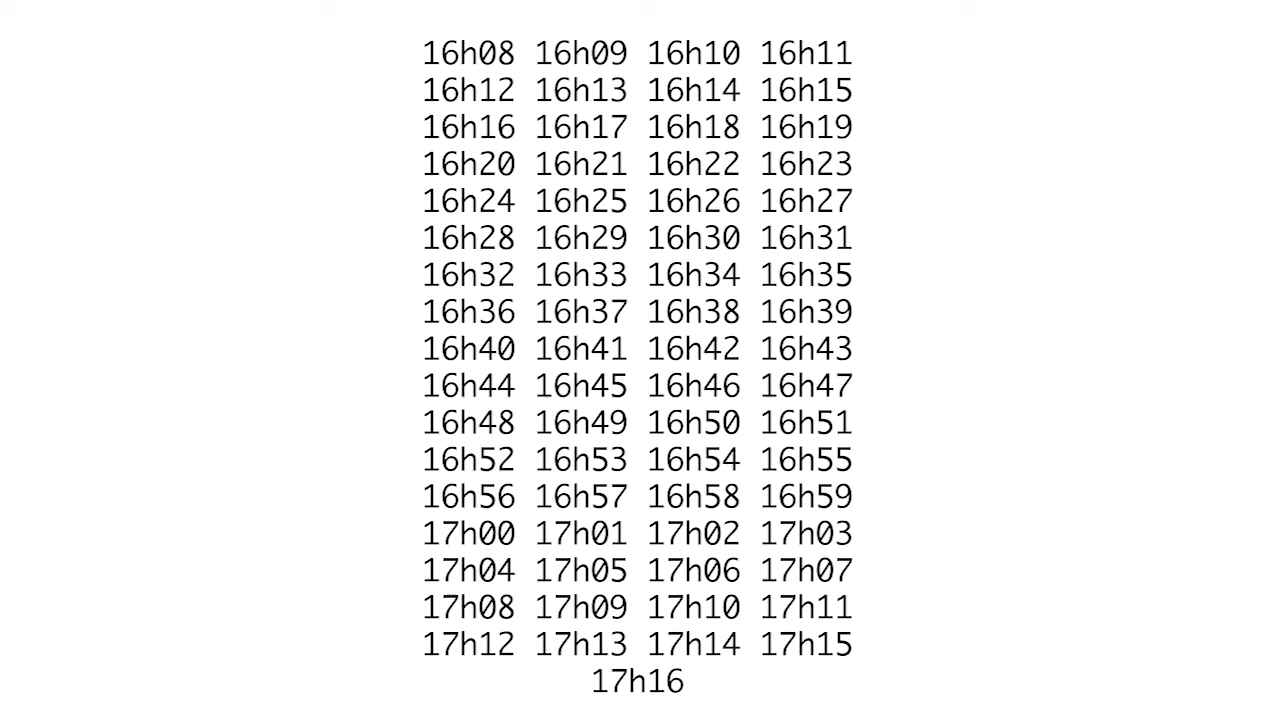 16h08 16h09 16h10 16h11
16h12 16h13 16h14 16h15
16h16 16h17 16h18 16h19
16h20 16h21 16h22 16h23
16h24 16h25 16h26 16h27
16h28 16h29 16h30 16h31
16h32 16h33 16h34 16h35
16h36 16h37 16h38 16h39
16h40 16h41 16h42 16h43
16h44 16h45 16h46 16h47
16h48 16h49 16h50 16h51
16h52 16h53 16h54 16h55
16h56 16h57 16h58 16h59
17h00 17h01 17h02 17h03
17h04 17h05 17h06 17h07
17h08 17h09 17h10 17h11
17h12 17h13 17h14 17h15
17h16